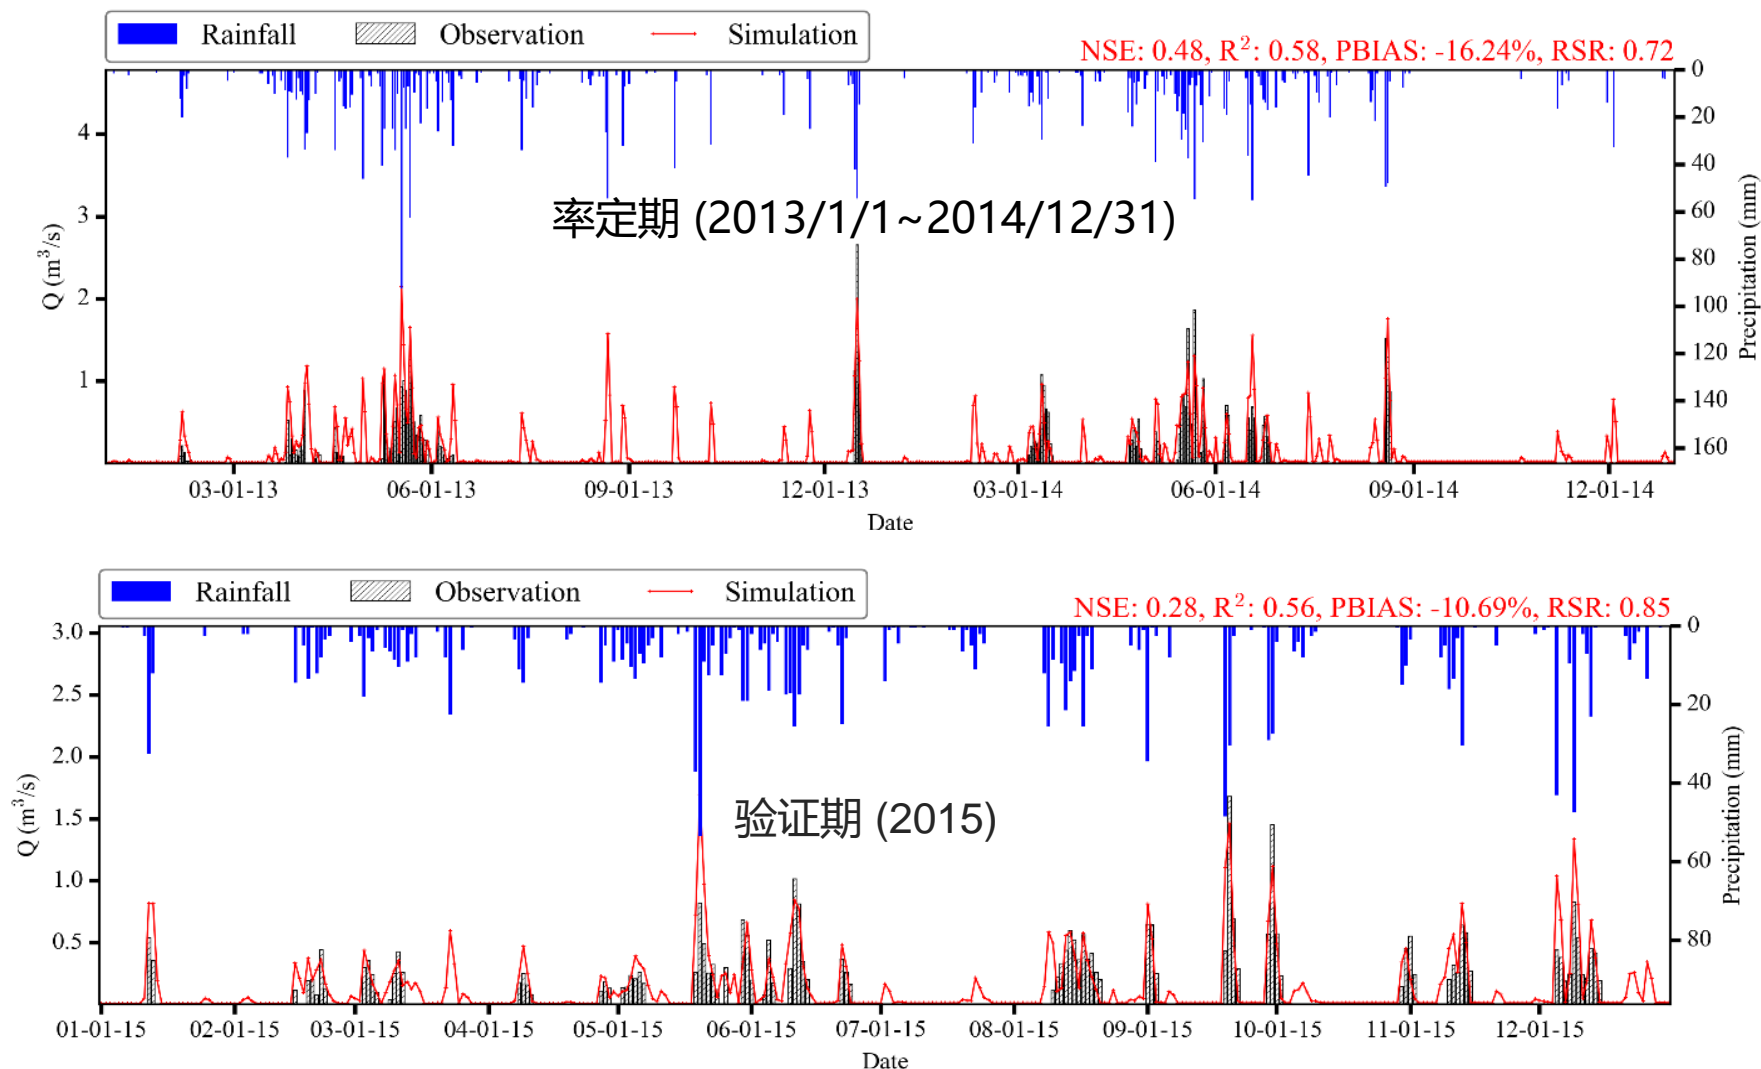 Rainfall Observation Simulation
NSE: 0.48, R²: 0.58, PBIAS: -16.24%, RSR: 0.72
率定期 (2013/1/1~2014/12/31)
Q (m³/s)
4
3
2
1
0
20
40
60
80
100
120
140
160
Precipitation (mm)
03-01-13 06-01-13 09-01-13 12-01-13 03-01-14 06-01-14 09-01-14 12-01-14
Date
Rainfall Observation Simulation
NSE: 0.28, R²: 0.56, PBIAS: -10.69%, RSR: 0.85
验证期 (2015)
Q (m³/s)
3.0
2.5
2.0
1.5
1.0
0.5
0
20
40
60
80
Precipitation (mm)
01-01-15 02-01-15 03-01-15 04-01-15 05-01-15 06-01-15 07-01-15 08-01-15 09-01-15 10-01-15 11-01-15 12-01-15
Date